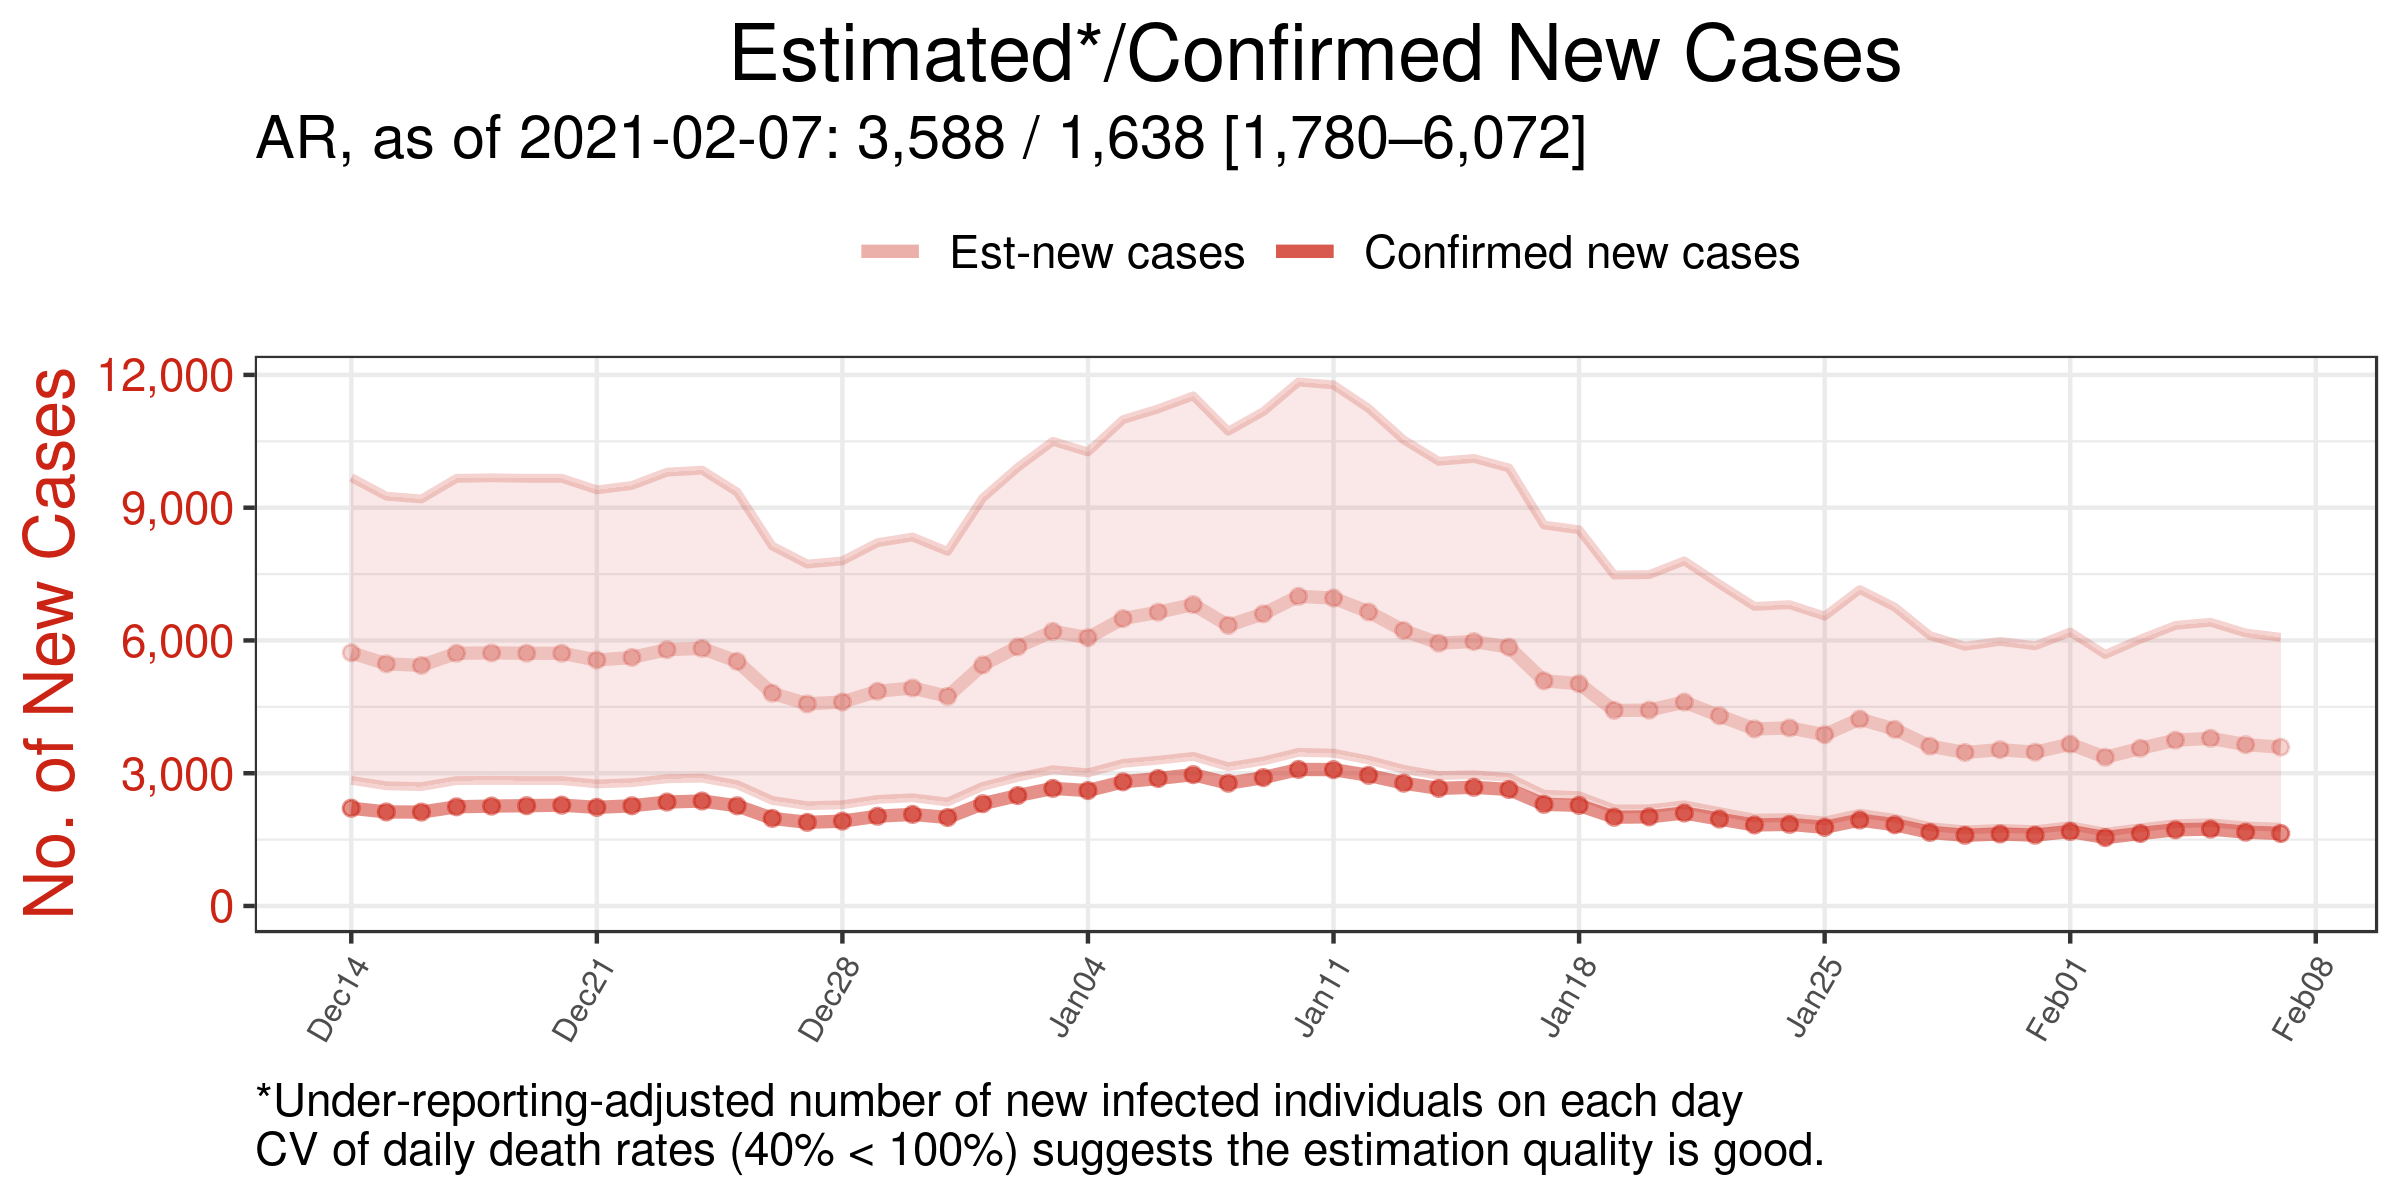 Estimated*/Confirmed New Cases
AR, as of 2021-02-07: 3,588 / 1,638 [1,780–6,072]
Est-new cases
Confirmed new cases
No. of New Cases
12,000
9,000
6,000
3,000
0
Dec14
Dec21
Dec28
Jan04
Jan11
Jan18
Jan25
Feb01
Feb08
*Under-reporting-adjusted number of new infected individuals on each day
CV of daily death rates (40% < 100%) suggests the estimation quality is good.